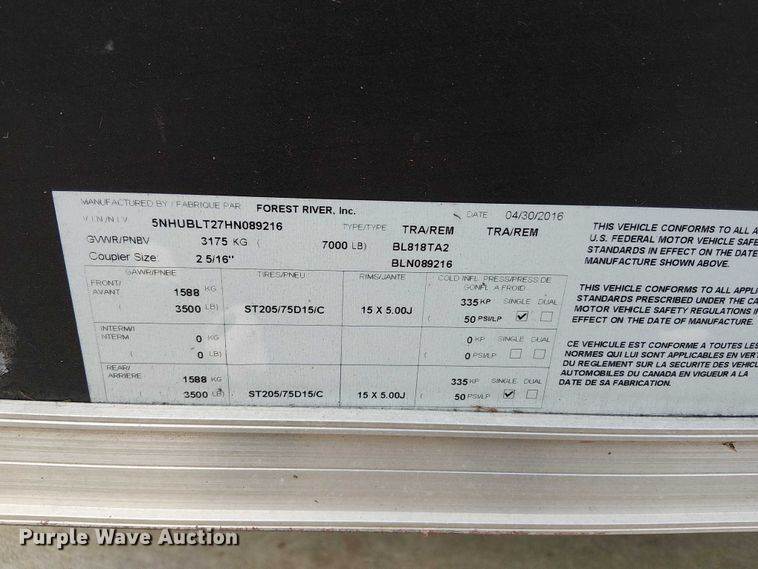 MANUFACTURED BY / FABRIQUE PAR FOREST RIVER, Inc. DATE 04/30/2016
V.I.N./N.I.V. 5NHUBLT27HN089216 TYPE/TYPE TRA/REM TRA/REM
GVWR/PNBV 3175 KG ( 7000 LB) BL818TA2
Coupler Size 2 5/16" BLN089216
GAWR/PNBE TIRES/PNEU RIMS/JANTE COLD INFL PRESS/PRESS DE GONFL A FROID
FRONT/ AVANT 1588 KG ST205/75D15/C 15 X 5.00J 335 KP SINGLE DUAL
( 3500 LB) ( 50 PSI/LP
INTERM/I NTERM 0 KG 0 KP SINGLE DUAL
( 0 LB) ( 0 PSI/LP
REAR/ ARRIERE 1588 KG ST205/75D15/C 15 X 5.00J 335 KP SINGLE DUAL
( 3500 LB) ( 50 PSI/LP
THIS VEHICLE CONFORMS TO ALL A
U.S. FEDERAL MOTOR VEHICLE SAFE
STANDARDS IN EFFECT ON THE DATE
MANUFACTURE SHOWN ABOVE.
THIS VEHICLE CONFORMS TO ALL APPL
STANDARDS PRESCRIBED UNDER THE CA
MOTOR VEHICLE SAFETY REGULATIONS IN
EFFECT ON THE DATE OF MANUFACTURE.
CE VEHICULE EST CONFORME A TOUTES LES
NORMES QUI LUI SONT APPLICABLES EN VERT
DU REGLEMENT SUR LA SECURITE DES VEHICU
AUTOMOBILES DU CANADA EN VIGUEUR A LA
DATE DE SA FABRICATION.
Purple Wave Auction